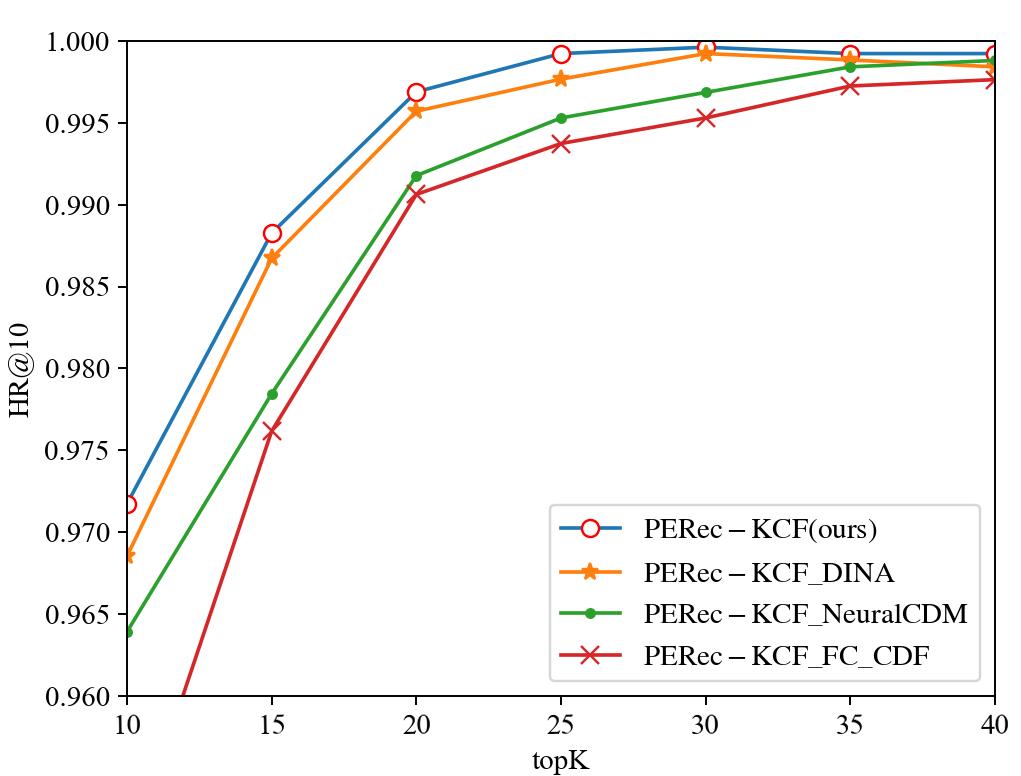 1.000
0.995
0.990
0.985
0.980
0.975
0.970
0.965
0.960
HR@10
10 15 20 25 30 35 40
topK
PERec−KCF(ours)
PERec−KCF_DINA
PERec−KCF_NeuralCDM
PERec−KCF_FC_CDF